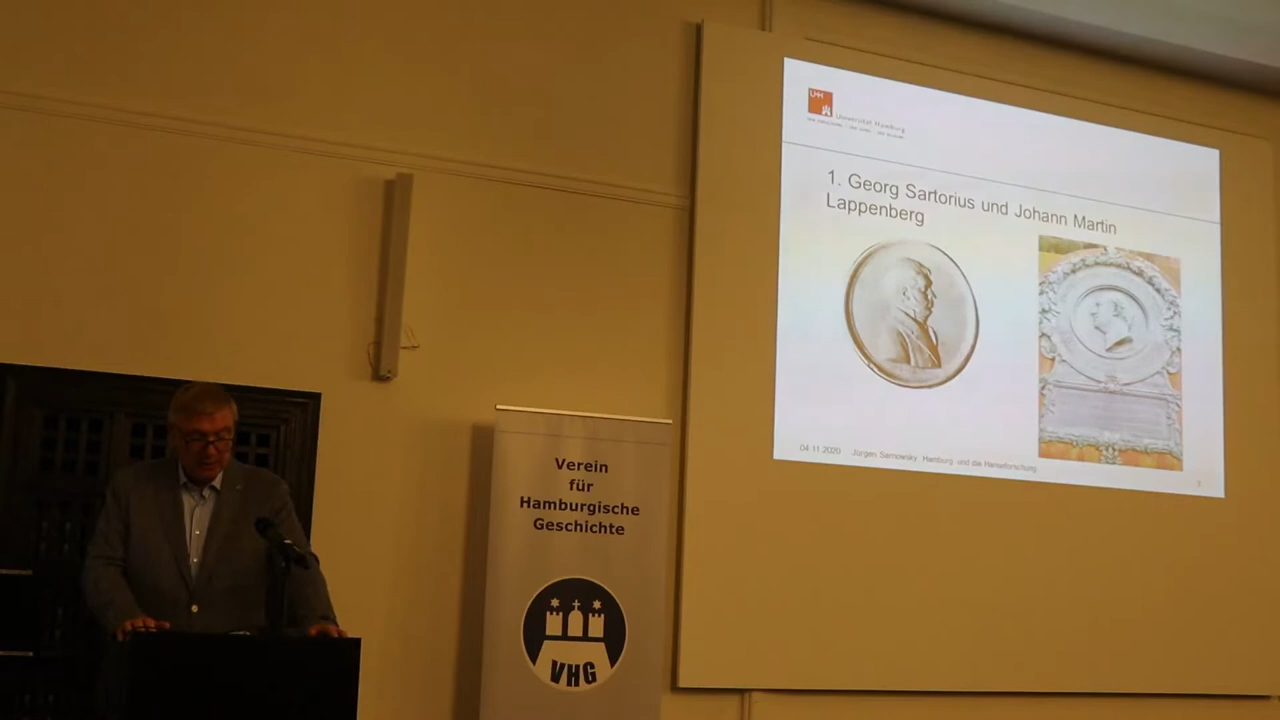 Universität Hamburg
1. Georg Sartorius und Johann Martin
Lappenberg
04.11.2020 Jürgen Sarnowsky, Hamburg und die Hanseforschung
3
Verein
für
Hamburgische
Geschichte
VHG